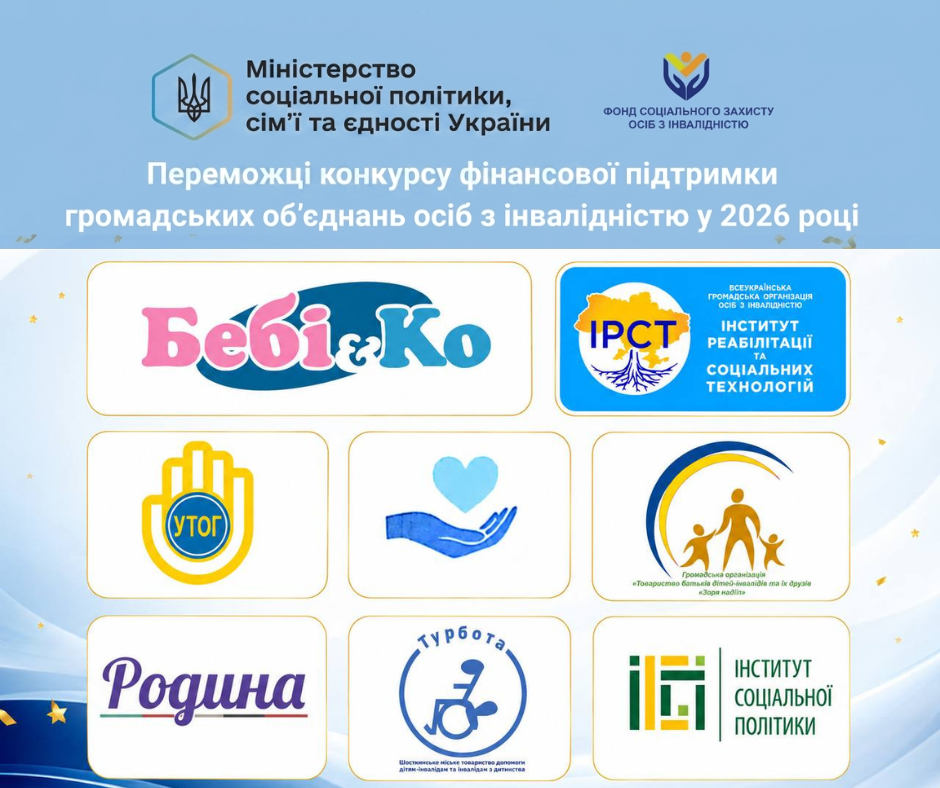 Міністерство
соціальної політики,
сім’ї та єдності України
ФОНД СОЦІАЛЬНОГО ЗАХИСТУ
ОСІБ З ІНВАЛІДНІСТЮ
Переможці конкурсу фінансової підтримки
громадських об’єднань осіб з інвалідністю у 2026 році
Бебі&Ко
ІРСТ
ВСЕУКРАЇНСЬКА
ГРОМАДСЬКА ОРГАНІЗАЦІЯ
ОСІБ З ІНВАЛІДНІСТЮ
ІНСТИТУТ
РЕАБІЛІТАЦІЇ
ТА
СОЦІАЛЬНИХ
ТЕХНОЛОГІЙ
УТОГ
Громадська організація
«Товариство батьків дітей-інвалідів та їх друзів
«Зоря надії»
Родина
Турбота
Шосткинське міське товариство допомоги
дітям-інвалідам та інвалідам з дитинства
ІНСТИТУТ
СОЦІАЛЬНОЇ
ПОЛІТИКИ